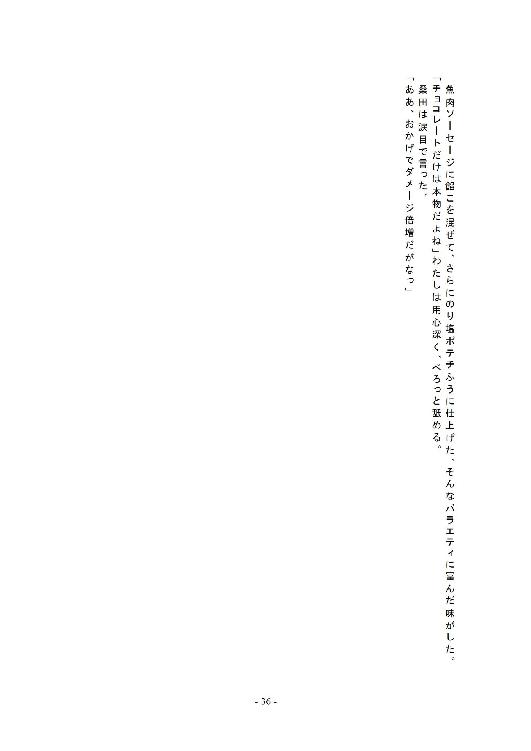 魚肉ソーセージに餡こを混ぜて、さらにのり塩ポテチふうに仕上げた、そんなバラエティに富んだ味がした。
「チョコレートだけは本物だよね」わたしは用心深く、ぺろっと舐める。
桑田は涙目で言った。
「ああ、おかげでダメージ倍増だがなっ」
- 36 -